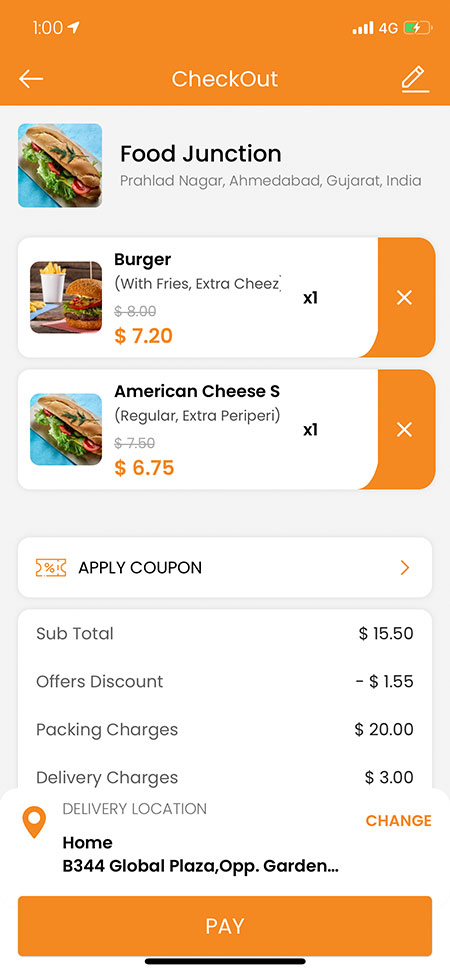 1:00 4G
CheckOut
Food Junction
Prahlad Nagar, Ahmedabad, Gujarat, India
Burger
(With Fries, Extra Cheez
$ 8.00
$ 7.20
x1
American Cheese S
(Regular, Extra Periperi)
$ 7.50
$ 6.75
x1
APPLY COUPON
Sub Total $ 15.50
Offers Discount - $ 1.55
Packing Charges $ 20.00
Delivery Charges $ 3.00
DELIVERY LOCATION
CHANGE
Home
B344 Global Plaza,Opp. Garden...
PAY